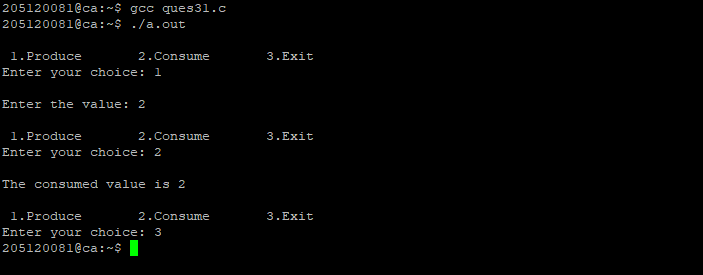 205120081@ca:~$ gcc ques31.c
205120081@ca:~$ ./a.out
1.Produce 2.Consume 3.Exit
Enter your choice: 1
Enter the value: 2
1.Produce 2.Consume 3.Exit
Enter your choice: 2
The consumed value is 2
1.Produce 2.Consume 3.Exit
Enter your choice: 3
205120081@ca:~$